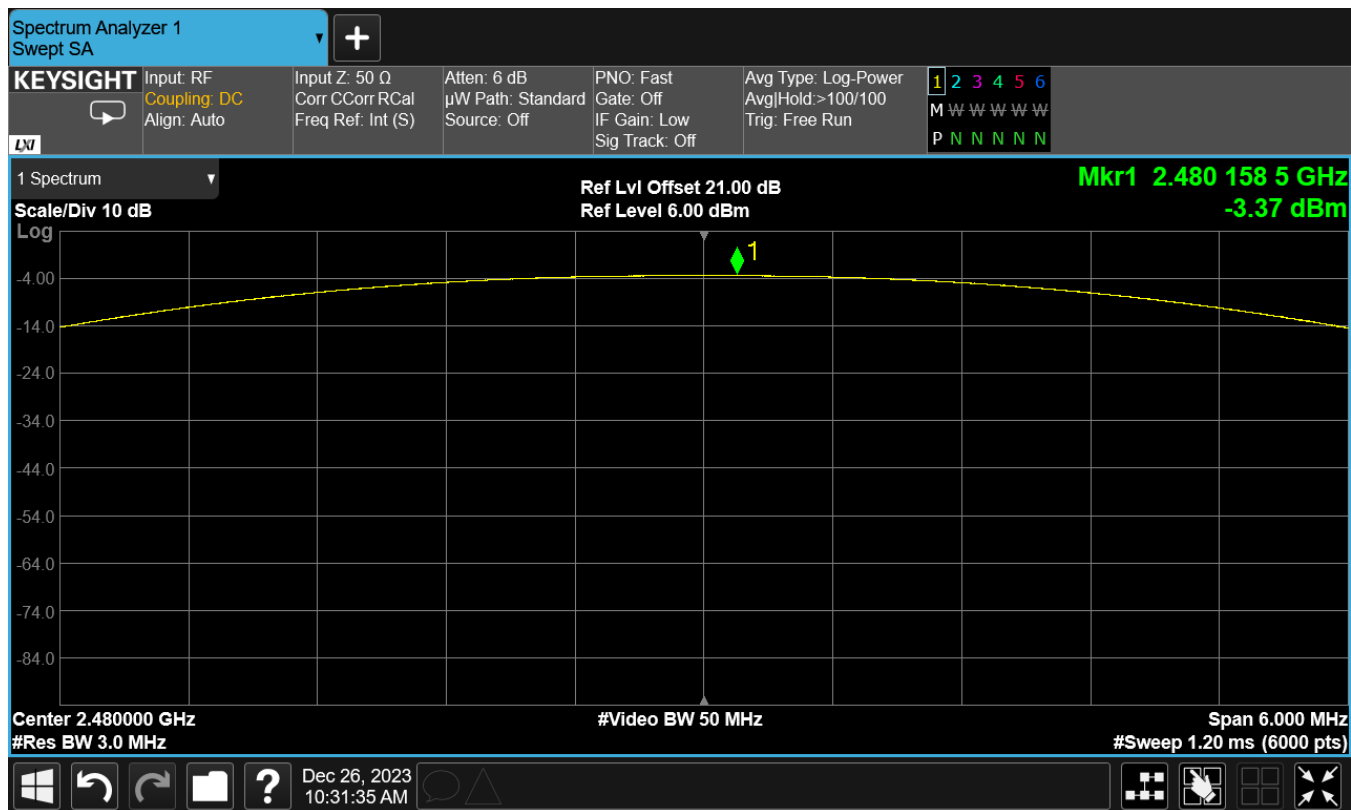 Spectrum Analyzer 1
Swept SA
KEYSIGHT
LXI
Input: RF
Coupling: DC
Align: Auto
Input Z: 50 Ω
Corr CCorr RCal
Freq Ref: Int (S)
Atten: 6 dB
µW Path: Standard
Source: Off
PNO: Fast
Gate: Off
IF Gain: Low
Sig Track: Off
Avg Type: Log-Power
Avg|Hold:>100/100
Trig: Free Run
1 2 3 4 5 6
M W W W W W
P N N N N N
1 Spectrum
Scale/Div 10 dB
Ref Lvl Offset 21.00 dB
Ref Level 6.00 dBm
Mkr1 2.480 158 5 GHz
-3.37 dBm
Log
1
-4.00
-14.0
-24.0
-34.0
-44.0
-54.0
-64.0
-74.0
-84.0
Center 2.480000 GHz
#Video BW 50 MHz
Span 6.000 MHz
#Res BW 3.0 MHz
#Sweep 1.20 ms (6000 pts)
?
Dec 26, 2023
10:31:35 AM